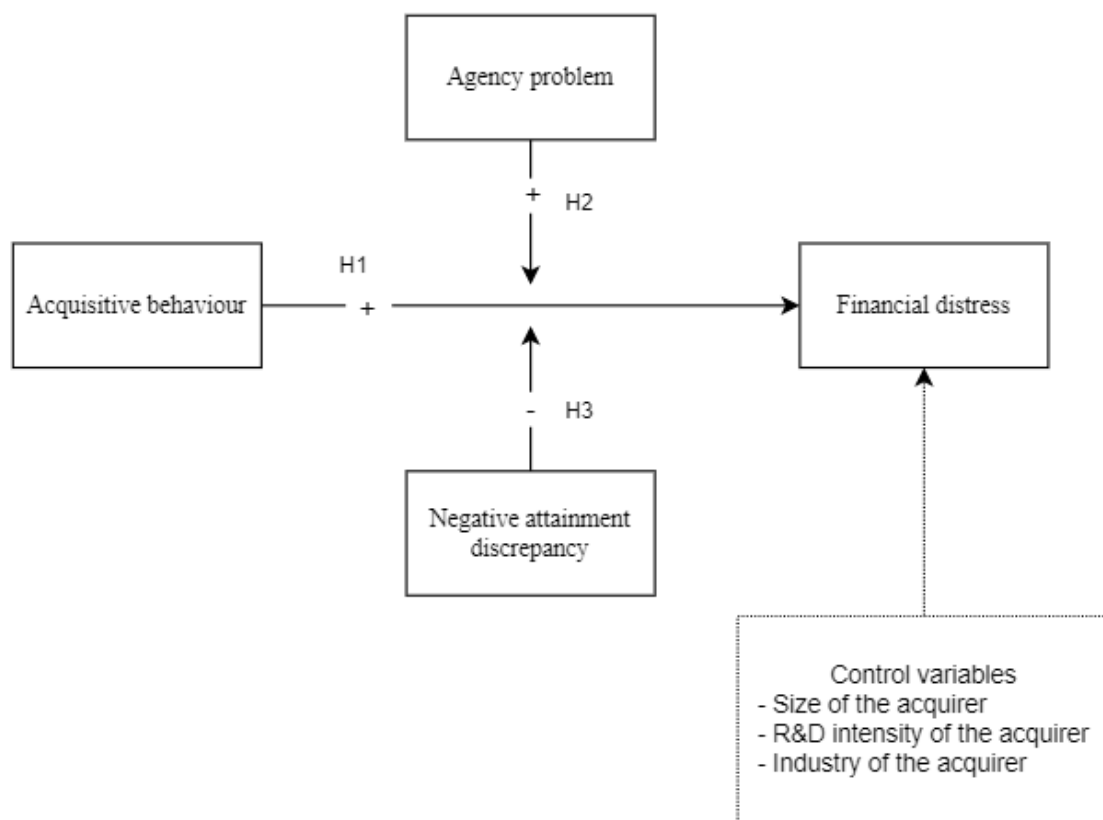 Agency problem
+
H2
H1
Acquisitive behaviour
+
Financial distress
-
H3
Negative attainment
discrepancy
Control variables
- Size of the acquirer
- R&D intensity of the acquirer
- Industry of the acquirer